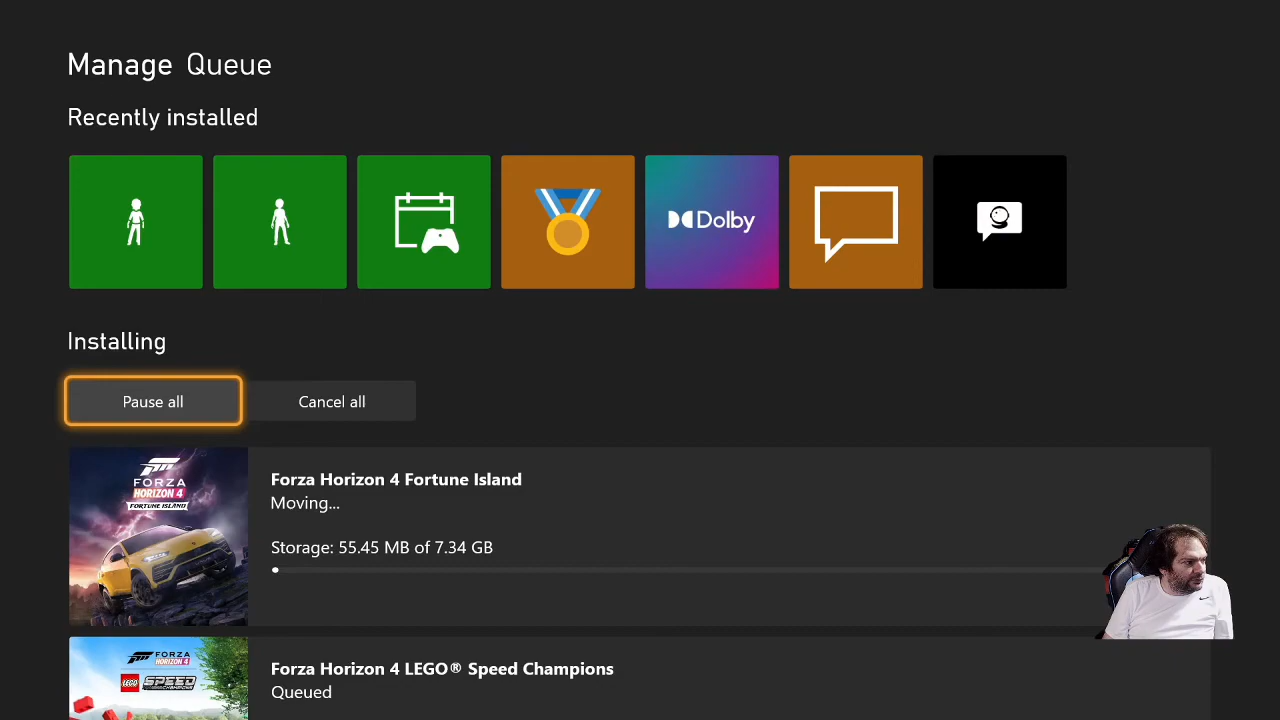 Manage Queue
Recently installed
Dolby
Installing
Pause all
Cancel all
FORZA
HORIZON 4
FORTUNE ISLAND
Forza Horizon 4 Fortune Island
Moving...
Storage: 55.45 MB of 7.34 GB
FORZA
HORIZON 4
LEGO SPEED
CHAMPIONS
Forza Horizon 4 LEGO® Speed Champions
Queued